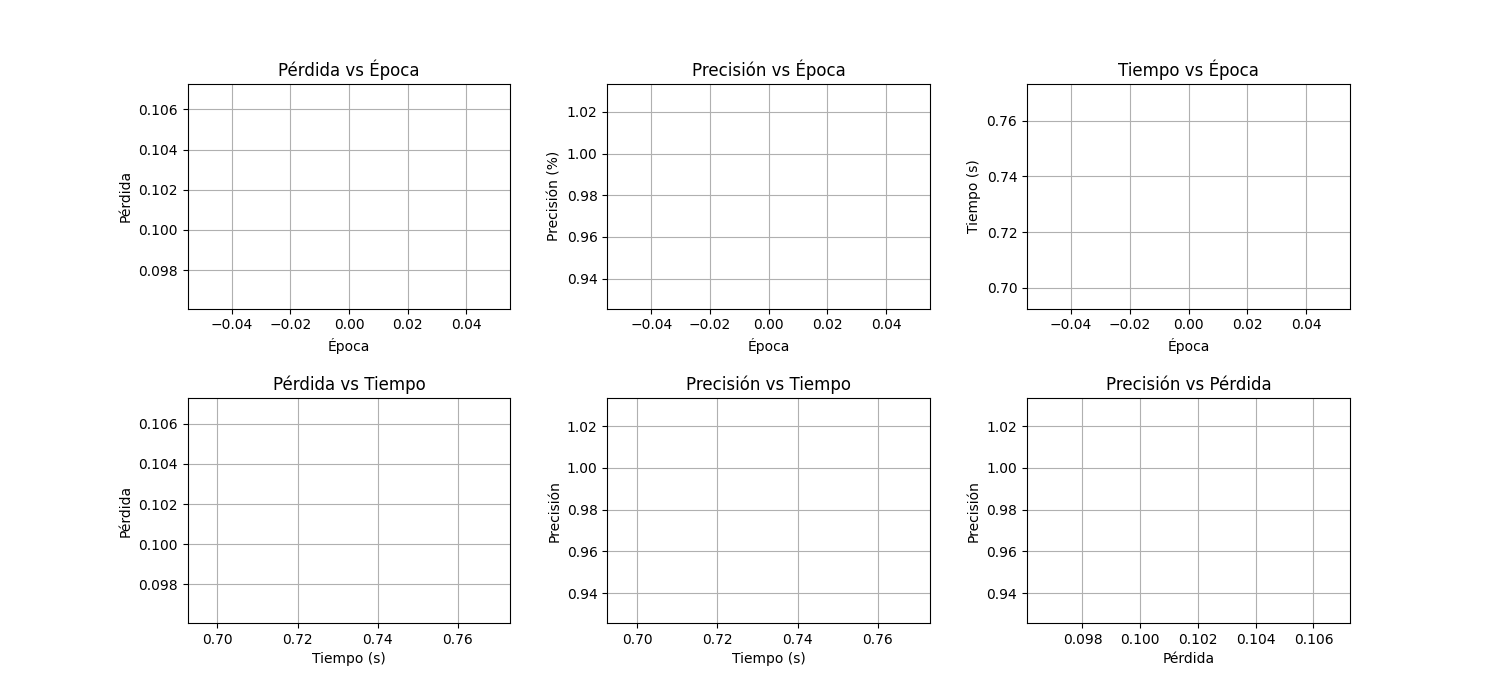 Pérdida vs Época
Precisión vs Época
Tiempo vs Época
0.106
0.104
0.102
0.100
0.098
Pérdida
−0.04 −0.02 0.00 0.02 0.04
Época
1.02
1.00
0.98
0.96
0.94
Precisión (%)
−0.04 −0.02 0.00 0.02 0.04
Época
0.76
0.74
0.72
0.70
Tiempo (s)
−0.04 −0.02 0.00 0.02 0.04
Época
Pérdida vs Tiempo
Precisión vs Tiempo
Precisión vs Pérdida
0.106
0.104
0.102
0.100
0.098
Pérdida
0.70 0.72 0.74 0.76
Tiempo (s)
1.02
1.00
0.98
0.96
0.94
Precisión
0.70 0.72 0.74 0.76
Tiempo (s)
1.02
1.00
0.98
0.96
0.94
Precisión
0.098 0.100 0.102 0.104 0.106
Pérdida